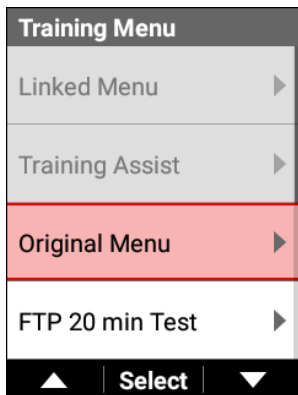 Training Menu
Linked Menu
Training Assist
Original Menu
FTP 20 min Test
Select